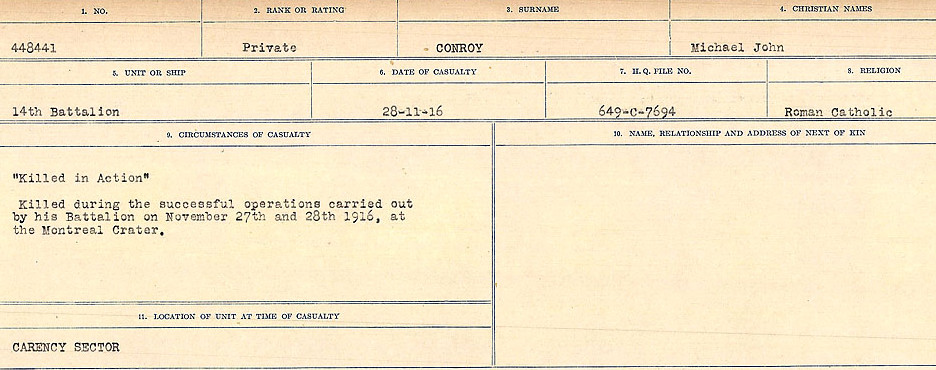 1. NO.
2. RANK OR RATING
3. SURNAME
4. CHRISTIAN NAMES
448441
Private
CONROY
Michael John
5. UNIT OR SHIP
6. DATE OF CASUALTY
7. H.Q. FILE NO.
8. RELIGION
14th Battalion
28-11-16
649-C-7694
Roman Catholic
9. CIRCUMSTANCES OF CASUALTY
10. NAME, RELATIONSHIP AND ADDRESS OF NEXT OF KIN
"Killed in Action"
Killed during the successful operations carried out
by his Battalion on November 27th and 28th 1916, at
the Montreal Crater.
11. LOCATION OF UNIT AT TIME OF CASUALTY
CARENCY SECTOR